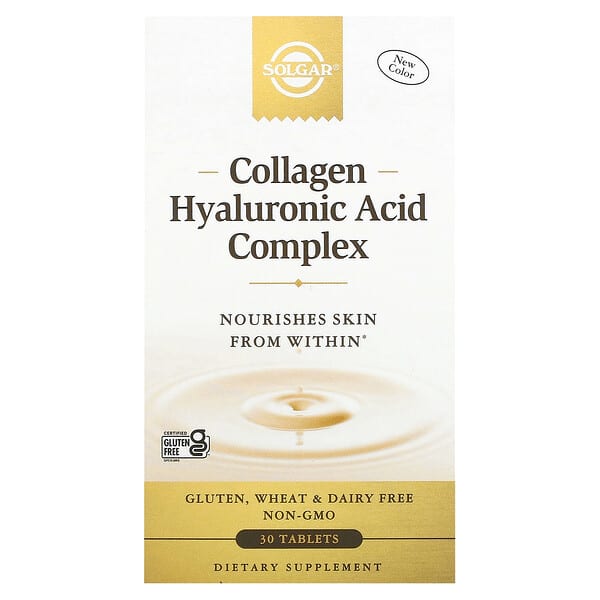 SOLGAR®
New
Color
Collagen
Hyaluronic Acid
Complex
NOURISHES SKIN
FROM WITHIN*
CERTIFIED
GLUTEN
FREE
GLUTEN, WHEAT & DAIRY FREE
NON-GMO
30 TABLETS
DIETARY SUPPLEMENT